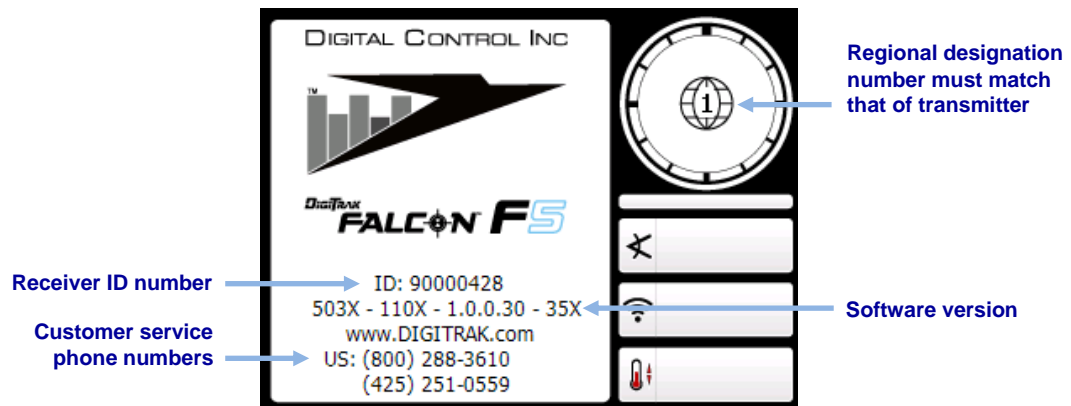 DIGITAL CONTROL INC
TM
DIGITRAK
FALCON F5
ID: 90000428
503X - 110X - 1.0.0.30 - 35X
www.DIGITRAK.com
US: (800) 288-3610
(425) 251-0559
1
Regional designation
number must match
that of transmitter
Receiver ID number
Software version
Customer service
phone numbers